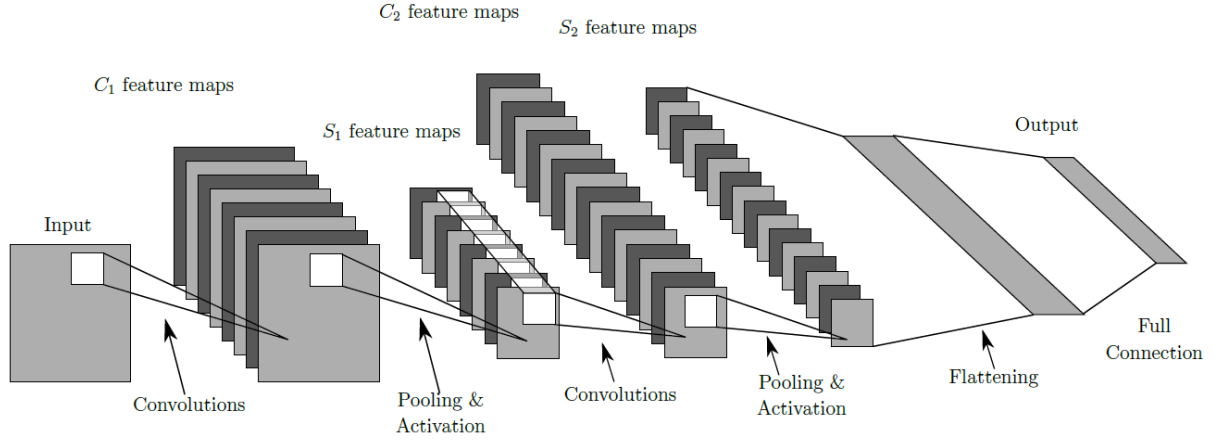 C₂ feature maps
S₂ feature maps
C₁ feature maps
S₁ feature maps
Output
Input
Convolutions
Pooling &
Activation
Convolutions
Pooling &
Activation
Flattening
Full
Connection